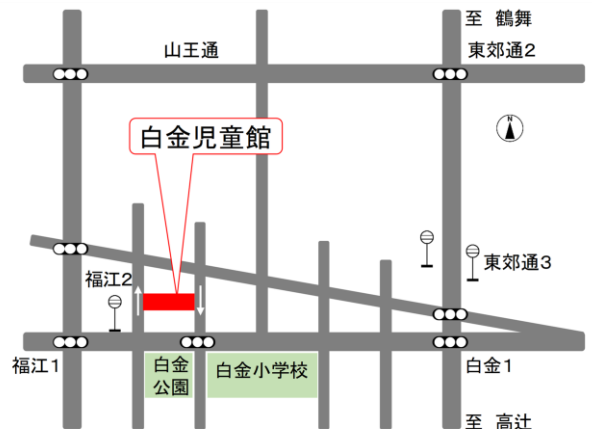 至 鶴舞
山王通
東郊通2
N
白金児童館
福江2
東郊通3
福江1
白金
公園
白金小学校
白金1
至 高辻